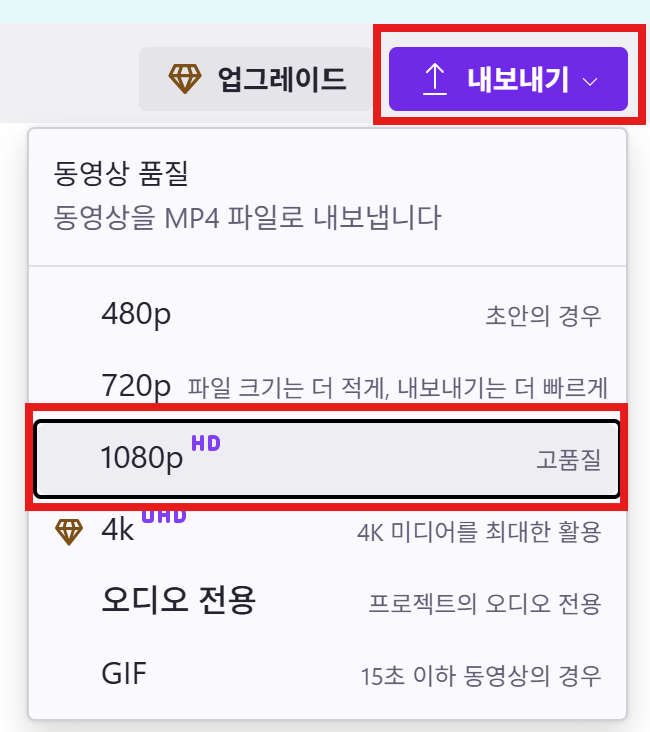 업그레이드
내보내기
동영상 품질
동영상을 MP4 파일로 내보냅니다
480p 초안의 경우
720p 파일 크기는 더 적게, 내보내기는 더 빠르게
1080p HD 고품질
4k UHD 4K 미디어를 최대한 활용
오디오 전용 프로젝트의 오디오 전용
GIF 15초 이하 동영상의 경우